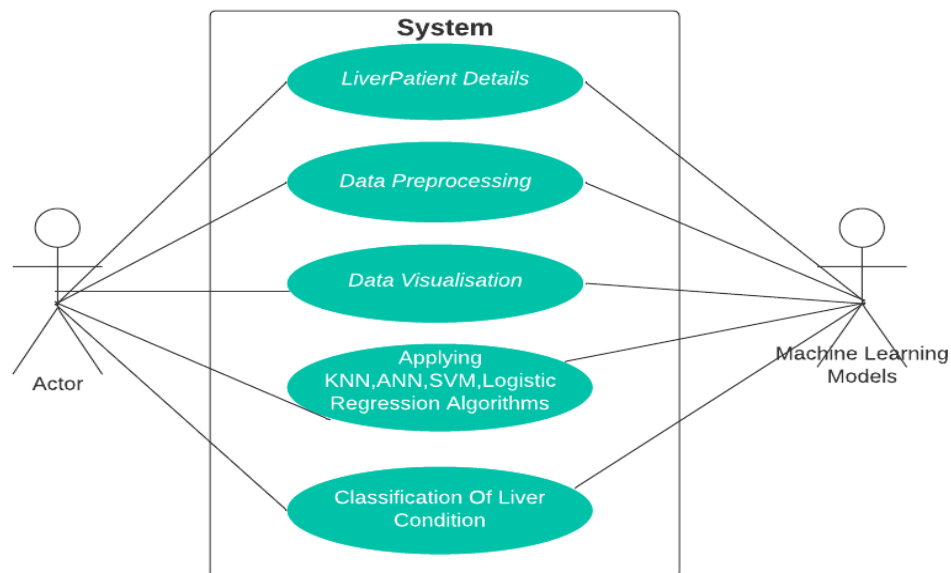 System
LiverPatient Details
Data Preprocessing
Data Visualisation
Applying
KNN,ANN,SVM,Logistic
Regression Algorithms
Classification Of Liver
Condition
Actor
Machine Learning
Models